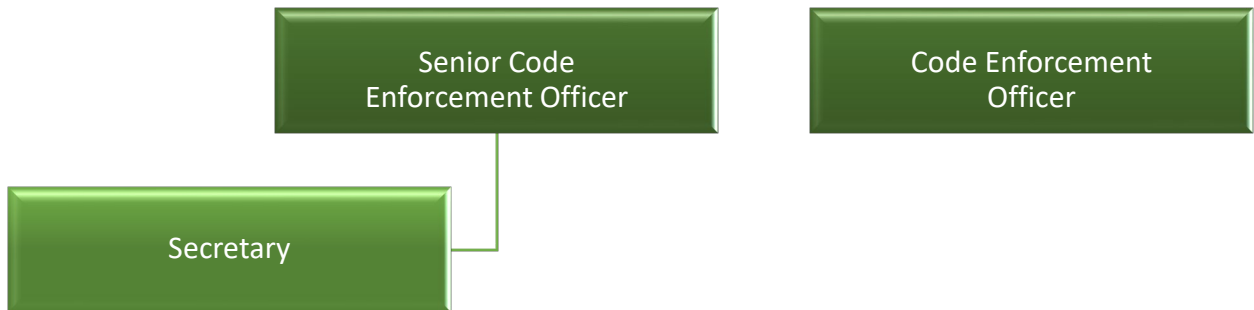 Senior Code
Enforcement Officer
Code Enforcement
Officer
Secretary